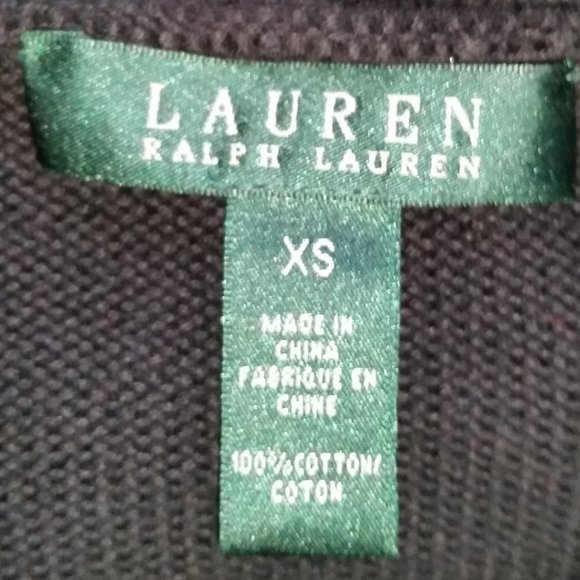 LAUREN
RALPH LAUREN
XS
MADE IN
CHINA
FABRIQUE EN
CHINE
100%COTTON/
COTON